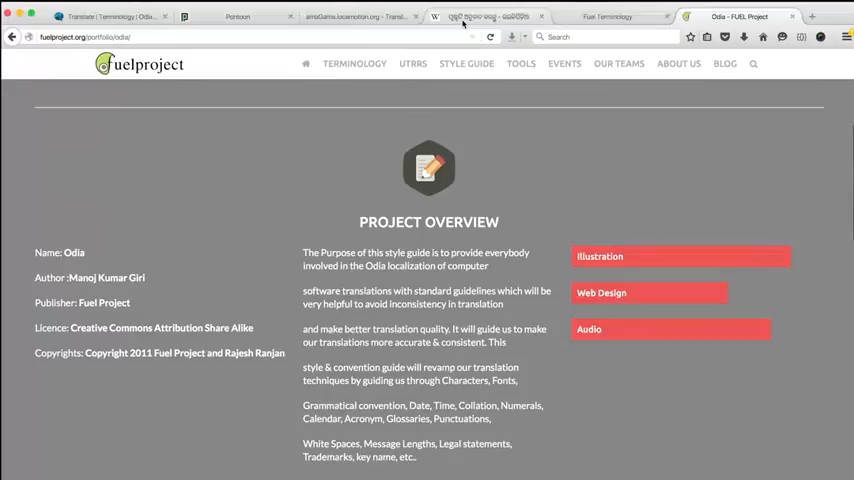 Translate | Terminology | Odia...
Pontoon
amaGama.locamotion.org - Transl...
Fuel Terminology
Odia - FUEL Project
fuelproject.org/portfolio/odia/
Search
fuelproject
TERMINOLOGY UTRRS STYLE GUIDE TOOLS EVENTS OUR TEAMS ABOUT US BLOG
PROJECT OVERVIEW
Name: Odia
Author :Manoj Kumar Giri
Publisher: Fuel Project
Licence: Creative Commons Attribution Share Alike
Copyrights: Copyright 2011 Fuel Project and Rajesh Ranjan
The Purpose of this style guide is to provide everybody
involved in the Odia localization of computer
software translations with standard guidelines which will be
very helpful to avoid inconsistency in translation
and make better translation quality. It will guide us to make
our translations more accurate & consistent. This
style & convention guide will revamp our translation
techniques by guiding us through Characters, Fonts,
Grammatical convention, Date, Time, Collation, Numerals,
Calendar, Acronym, Glossaries, Punctuations,
White Spaces, Message Lengths, Legal statements,
Trademarks, key name, etc..
Illustration
Web Design
Audio